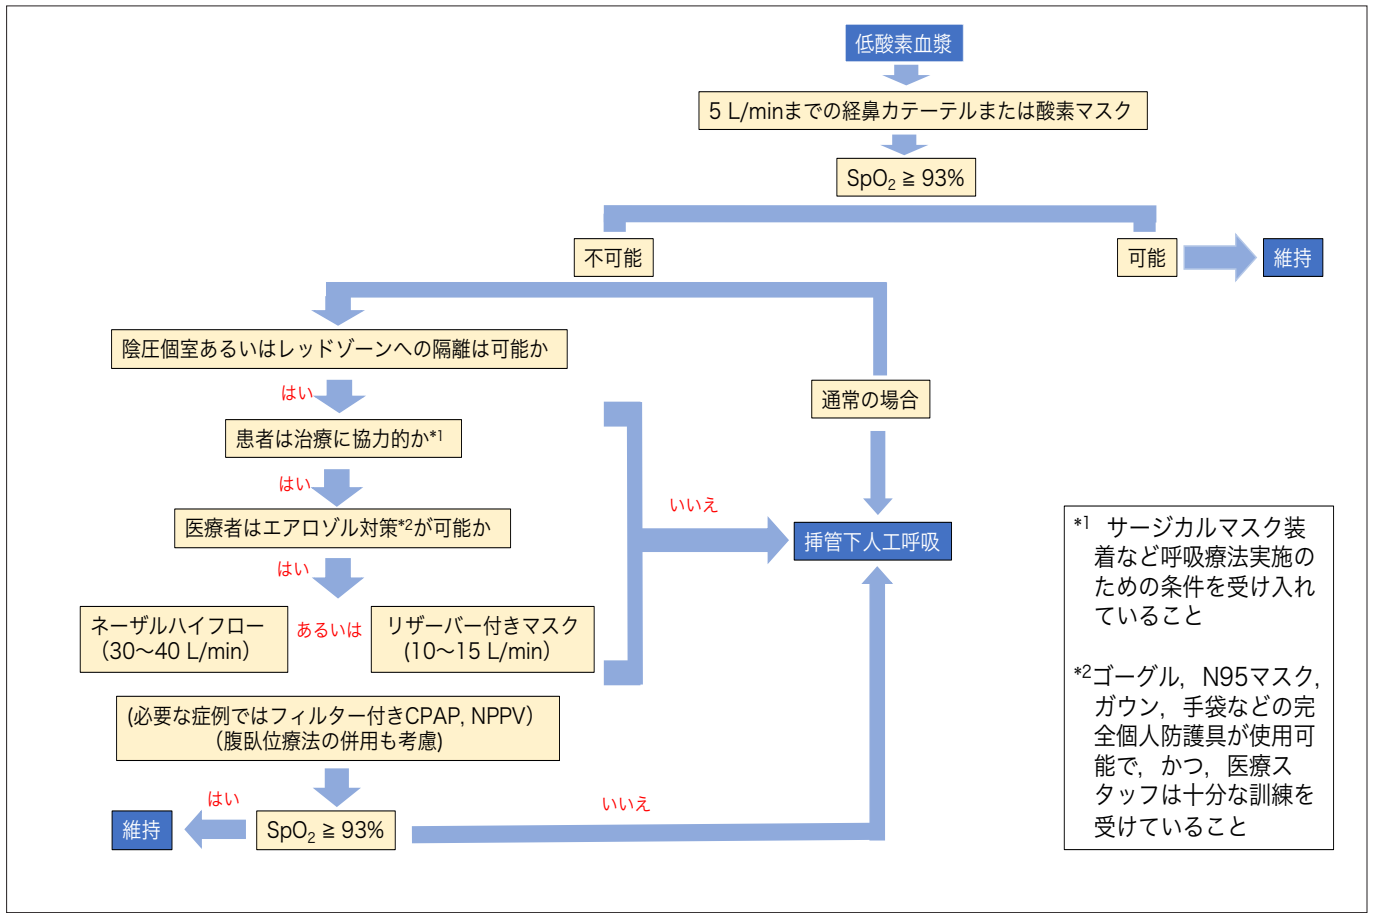 低酸素血漿
5 L/minまでの経鼻カテーテルまたは酸素マスク
SpO₂ ≧ 93%
不可能
可能
維持
陰圧個室あるいはレッドゾーンへの隔離は可能か
通常の場合
はい
患者は治療に協力的か*1
はい
医療者はエアロゾル対策*2が可能か
いいえ
挿管下人工呼吸
はい
ネーザルハイフロー
（30〜40 L/min）
あるいは
リザーバー付きマスク
(10〜15 L/min）
(必要な症例ではフィルター付きCPAP, NPPV）
（腹臥位療法の併用も考慮)
はい
いいえ
維持
SpO₂ ≧ 93%
*1 サージカルマスク装
着など呼吸療法実施の
ための条件を受け入れ
ていること
*2ゴーグル，N95マスク,
ガウン，手袋などの完
全個人防護具が使用可
能で，かつ，医療ス
タッフは十分な訓練を
受けていること